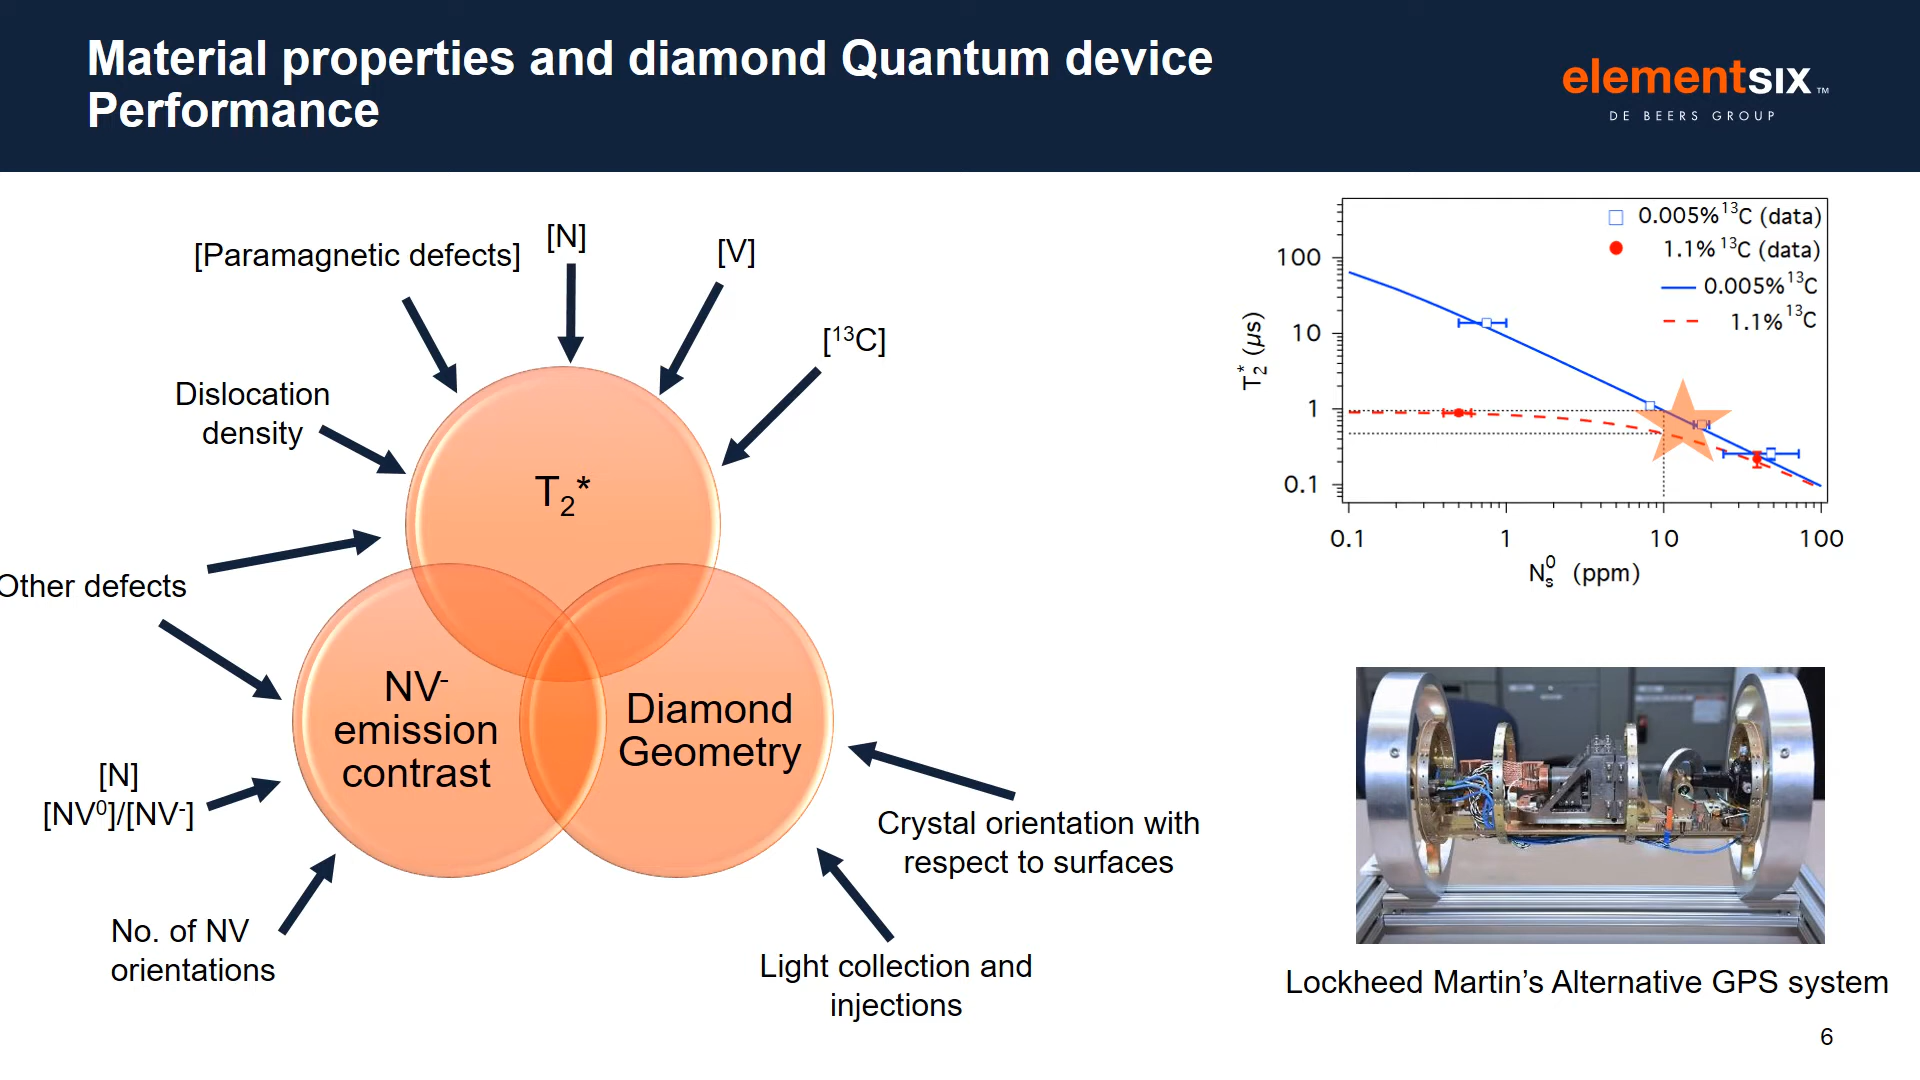 Material properties and diamond Quantum device
Performance
elementsix™
DE BEERS GROUP
[Paramagnetic defects]
[N]
[V]
[¹³C]
Dislocation
density
T₂*
Other defects
NV⁻
emission
contrast
Diamond
Geometry
[N]
[NV⁰]/[NV⁻]
No. of NV
orientations
Crystal orientation with
respect to surfaces
Light collection and
injections
0.005% ¹³C (data)
1.1% ¹³C (data)
0.005% ¹³C
1.1% ¹³C
T₂* (μs)
100
10
1
0.1
0.1 1 10 100
Nₛ⁰ (ppm)
Lockheed Martin’s Alternative GPS system
6